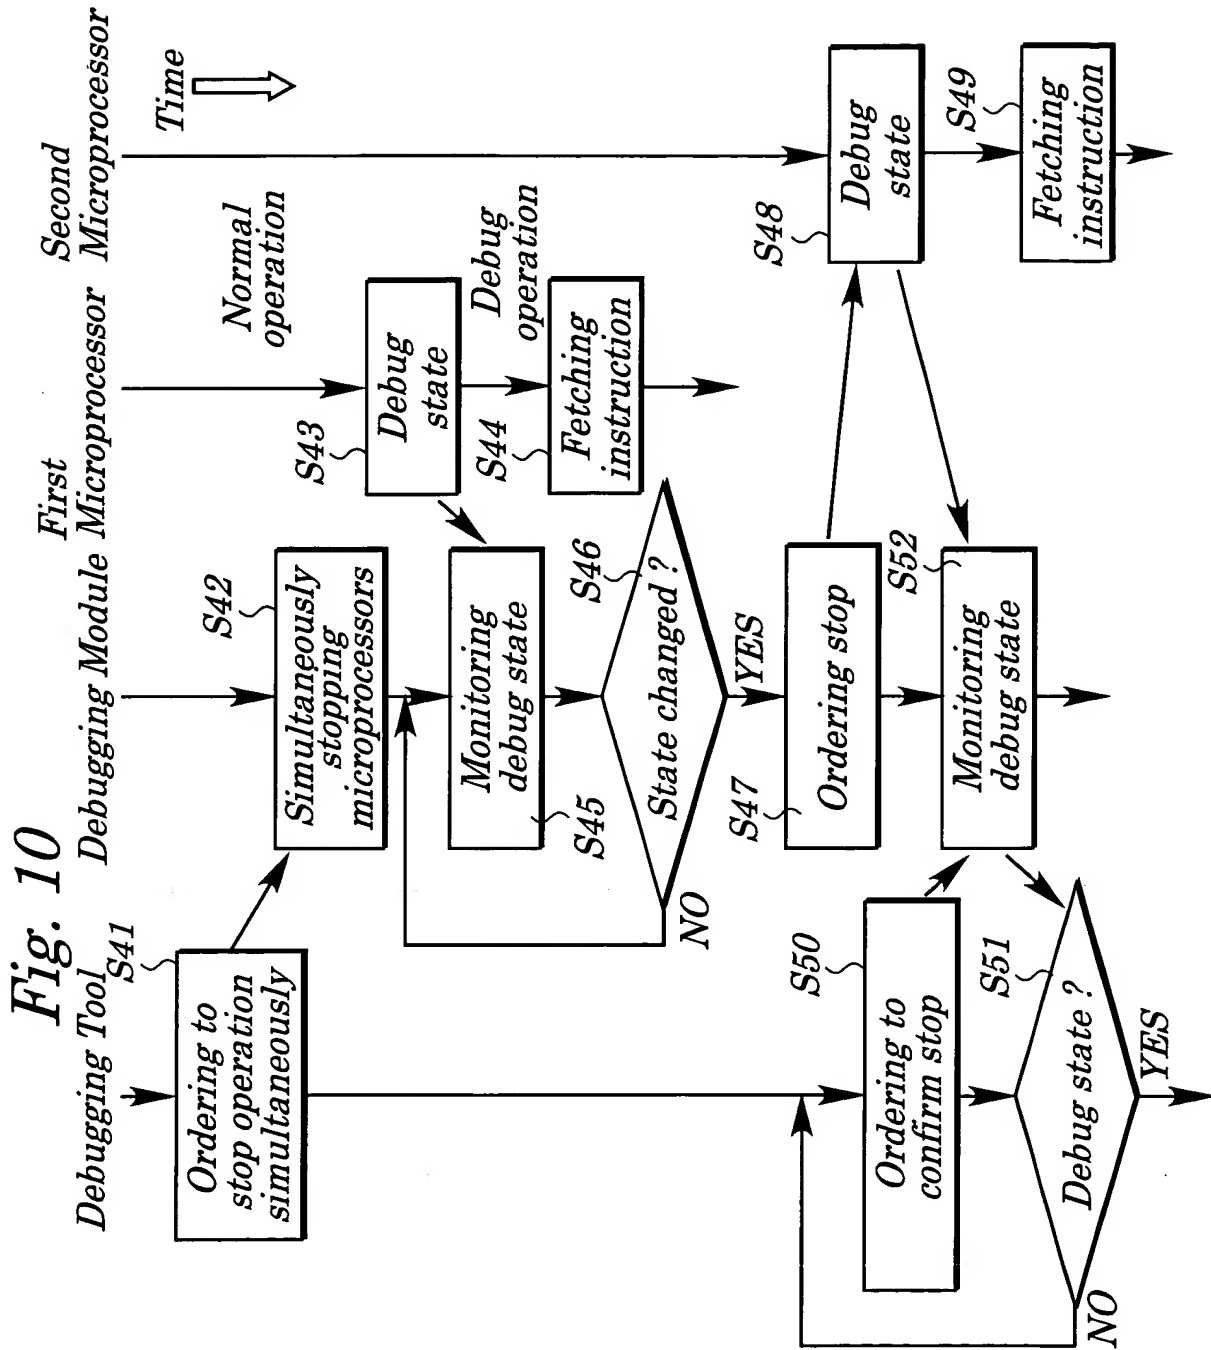 Fig. 10
Debugging Tool
Debugging Module
First
Microprocessor
Second
Microprocessor
Time
S41
Ordering to
stop operation
simultaneously
S42
Simultaneously
stopping
microprocessors
Normal
operation
S43
Debug
state
Debug
operation
S44
Fetching
instruction
S45
Monitoring
debug state
S46
State changed ?
NO
YES
S47
Ordering stop
S48
Debug
state
S49
Fetching
instruction
S50
Ordering to
confirm stop
S52
Monitoring
debug state
S51
Debug state ?
NO
YES